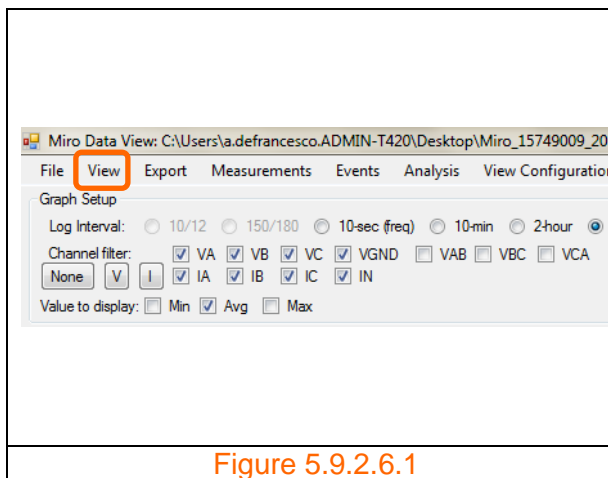 Miro Data View: C:\Users\a.defrancesco.ADMIN-T420\Desktop\Miro_15749009_20
File View Export Measurements Events Analysis View Configuration
Graph Setup
Log Interval: 10/12 150/180 10-sec (freq) 10-min 2-hour
Channel filter: VA VB VC VGND VAB VBC VCA
None V I IA IB IC IN
Value to display: Min Avg Max
Figure 5.9.2.6.1